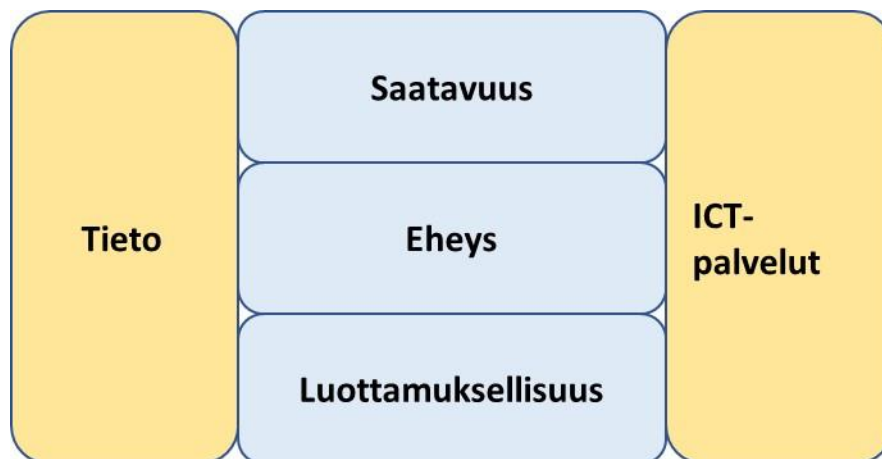 Saatavuus
Tieto
Eheys
ICT-
palvelut
Luottamuksellisuus